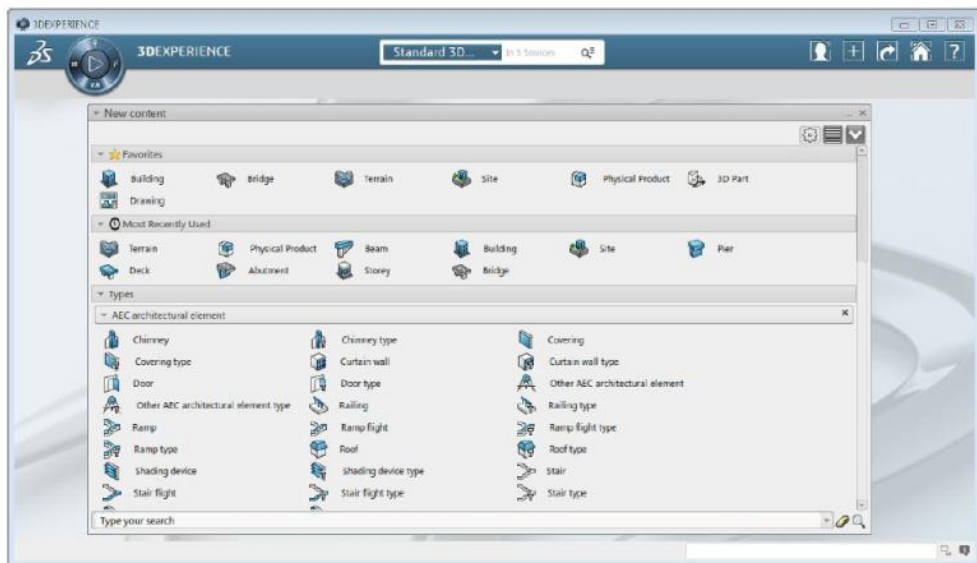 3DEXPERIENCE
3DEXPERIENCE Standard 3D... In 5 Sources
New content
Favorites
Building Bridge Terrain Site Physical Product 3D Part
Drawing
Most Recently Used
Terrain Physical Product Beam Building Site Pier
Deck Abutment Storey Bridge
Types
AEC architectural element
Chimney Chimney type Covering
Covering type Curtain wall Curtain wall type
Door Door type Other AEC architectural element
Other AEC architectural element type Railing Railing type
Ramp Ramp flight Ramp flight type
Ramp type Roof Roof type
Shading device Shading device type Stair
Stair flight Stair flight type Stair type
Type your search